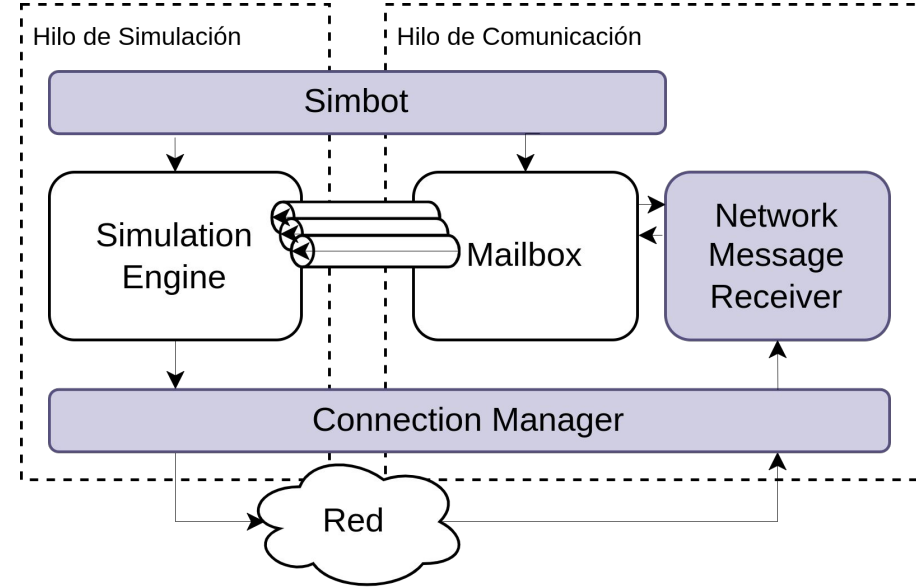 Hilo de Simulación
Hilo de Comunicación
Simbot
Simulation
Engine
Mailbox
Network
Message
Receiver
Connection Manager
Red